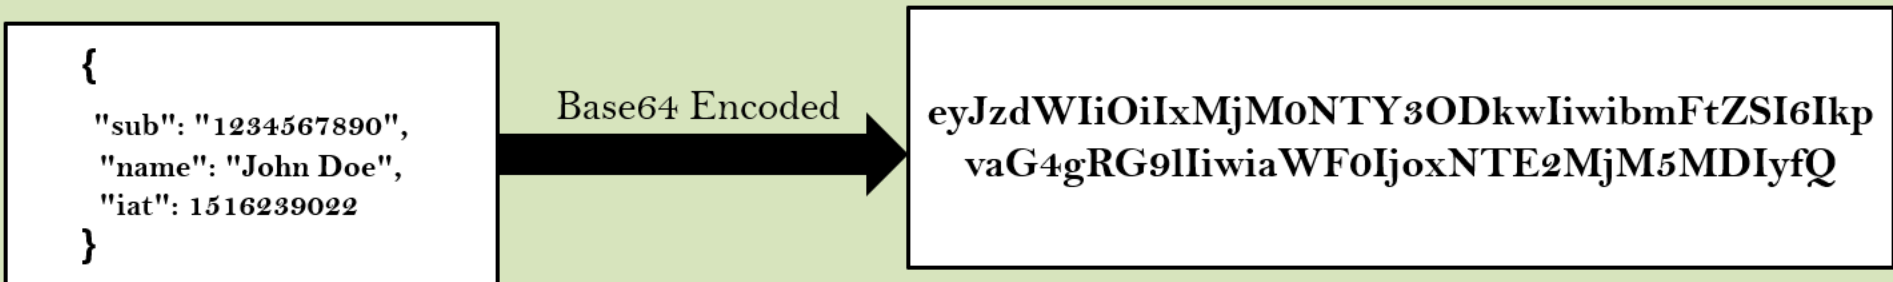 {
"sub": "1234567890",
"name": "John Doe",
"iat": 1516239022
}
Base64 Encoded
eyJzdWIiOiIxMjM0NTY3ODkwIiwibmFtZSI6Ikp
vaG4gRG9lIiwiaWF0IjoxNTE2MjM5MDIyfQ